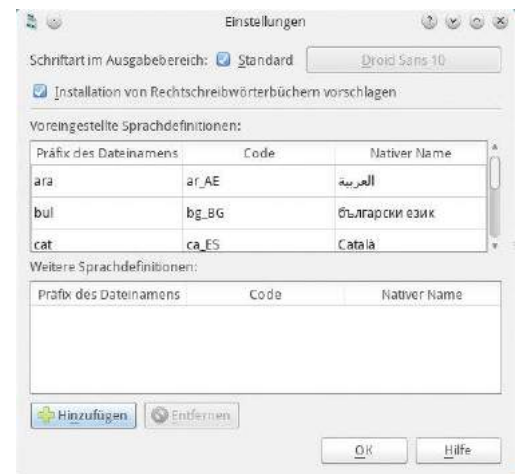 Einstellungen
Schriftart im Ausgabebereich: Standard Droid Sans 10
Installation von Rechtschreibwörterbüchern vorschlagen
Voreingestellte Sprachdefinitionen:
Präfix des Dateinamens Code Nativer Name
ara ar_AE العربية
bul bg_BG български език
cat ca_ES Català
Weitere Sprachdefinitionen:
Präfix des Dateinamens Code Nativer Name
Hinzufügen Entfernen
OK Hilfe